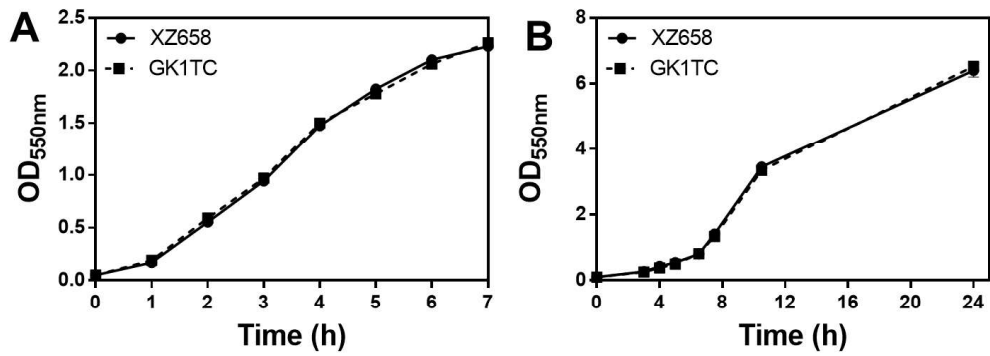 A
XZ658
GK1TC
OD550nm
2.5
2.0
1.5
1.0
0.5
0.0
0 1 2 3 4 5 6 7
Time (h)
B
XZ658
GK1TC
OD550nm
8
6
4
2
0
0 4 8 12 16 20 24
Time (h)